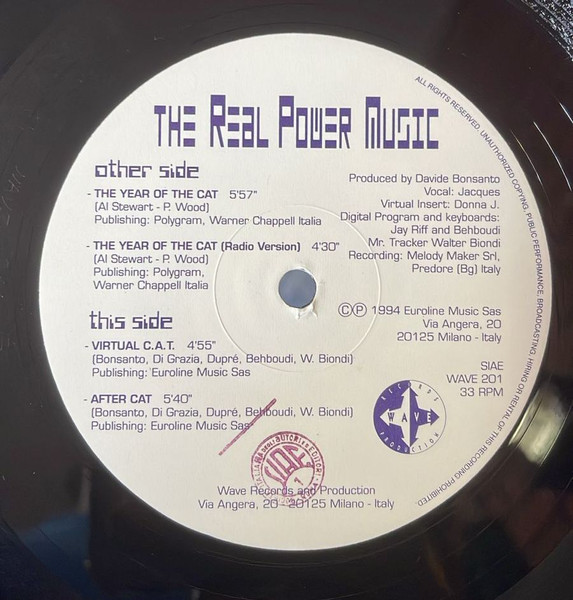 THE REAL POWER MUSIC
other side
- THE YEAR OF THE CAT 5'57"
(Al Stewart - P. Wood)
Publishing: Polygram, Warner Chappell Italia
- THE YEAR OF THE CAT (Radio Version) 4'30"
(Al Stewart - P. Wood)
Publishing: Polygram,
Warner Chappell Italia
this side
- VIRTUAL C.A.T. 4'55"
(Bonsanto, Di Grazia, Dupré, Behboudi, W. Biondi)
Publishing: Euroline Music Sas
- AFTER CAT 5'40"
(Bonsanto, Di Grazia, Dupré, Behboudi, W. Biondi)
Publishing: Euroline Music Sas
Produced by Davide Bonsanto
Vocal: Jacques
Virtual Insert: Donna J.
Digital Program and keyboards:
Jay Riff and Behboudi
Mr. Tracker Walter Biondi
Recording: Melody Maker Srl,
Predore (Bg) Italy
©℗ 1994 Euroline Music Sas
Via Angera, 20
20125 Milano - Italy
SIAE
WAVE 201
33 RPM
RECORDS
WAVE
PRODUCTION
SIAE
Wave Records and Production
Via Angera, 20 - 20125 Milano - Italy
ALL RIGHTS RESERVED. UNAUTHORIZED COPYING, PUBLIC PERFORMANCE, BROADCASTING, HIRING OR RENTAL OF THIS RECORDING PROHIBITED.